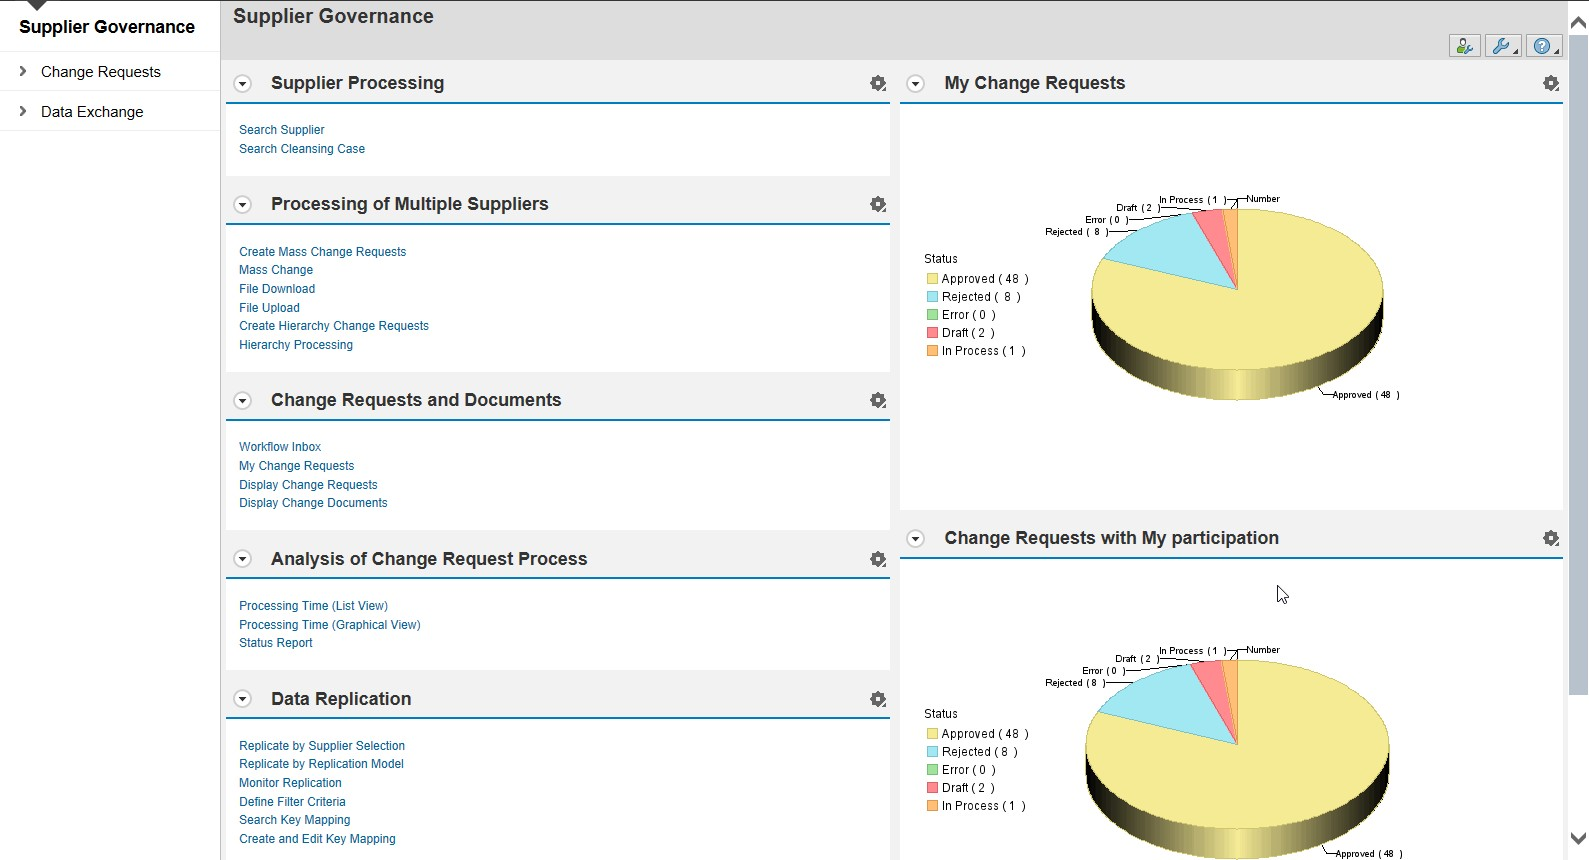 Supplier Governance
Change Requests
Data Exchange
Supplier Governance
Supplier Processing
Search Supplier
Search Cleansing Case
Processing of Multiple Suppliers
Create Mass Change Requests
Mass Change
File Download
File Upload
Create Hierarchy Change Requests
Hierarchy Processing
Change Requests and Documents
Workflow Inbox
My Change Requests
Display Change Requests
Display Change Documents
Analysis of Change Request Process
Processing Time (List View)
Processing Time (Graphical View)
Status Report
Data Replication
Replicate by Supplier Selection
Replicate by Replication Model
Monitor Replication
Define Filter Criteria
Search Key Mapping
Create and Edit Key Mapping
My Change Requests
In Process ( 1 )
Number
Draft ( 2 )
Error ( 0 )
Rejected ( 8 )
Status
Approved ( 48 )
Rejected ( 8 )
Error ( 0 )
Draft ( 2 )
In Process ( 1 )
Approved ( 48 )
Change Requests with My participation
In Process ( 1 )
Number
Draft ( 2 )
Error ( 0 )
Rejected ( 8 )
Status
Approved ( 48 )
Rejected ( 8 )
Error ( 0 )
Draft ( 2 )
In Process ( 1 )
Approved ( 48 )